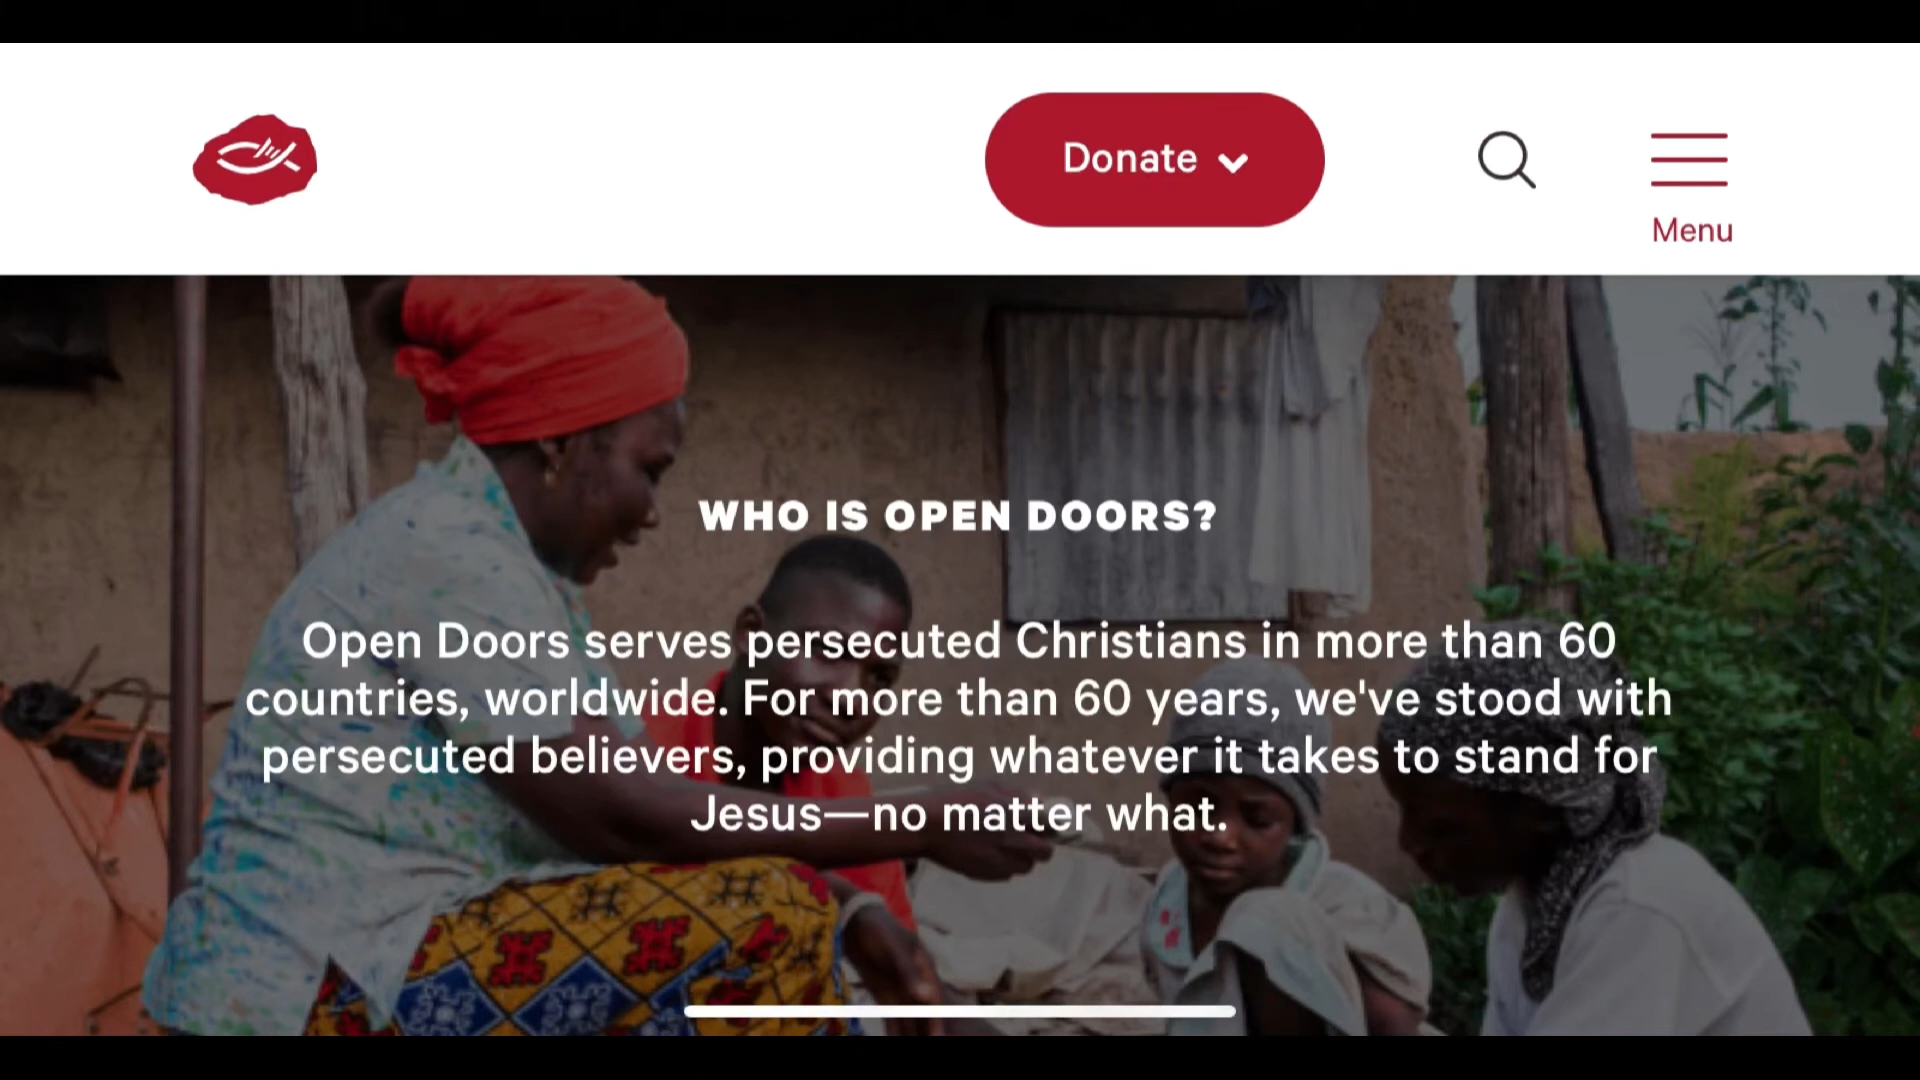 Donate
Menu
WHO IS OPEN DOORS?
Open Doors serves persecuted Christians in more than 60
countries, worldwide. For more than 60 years, we've stood with
persecuted believers, providing whatever it takes to stand for
Jesus—no matter what.